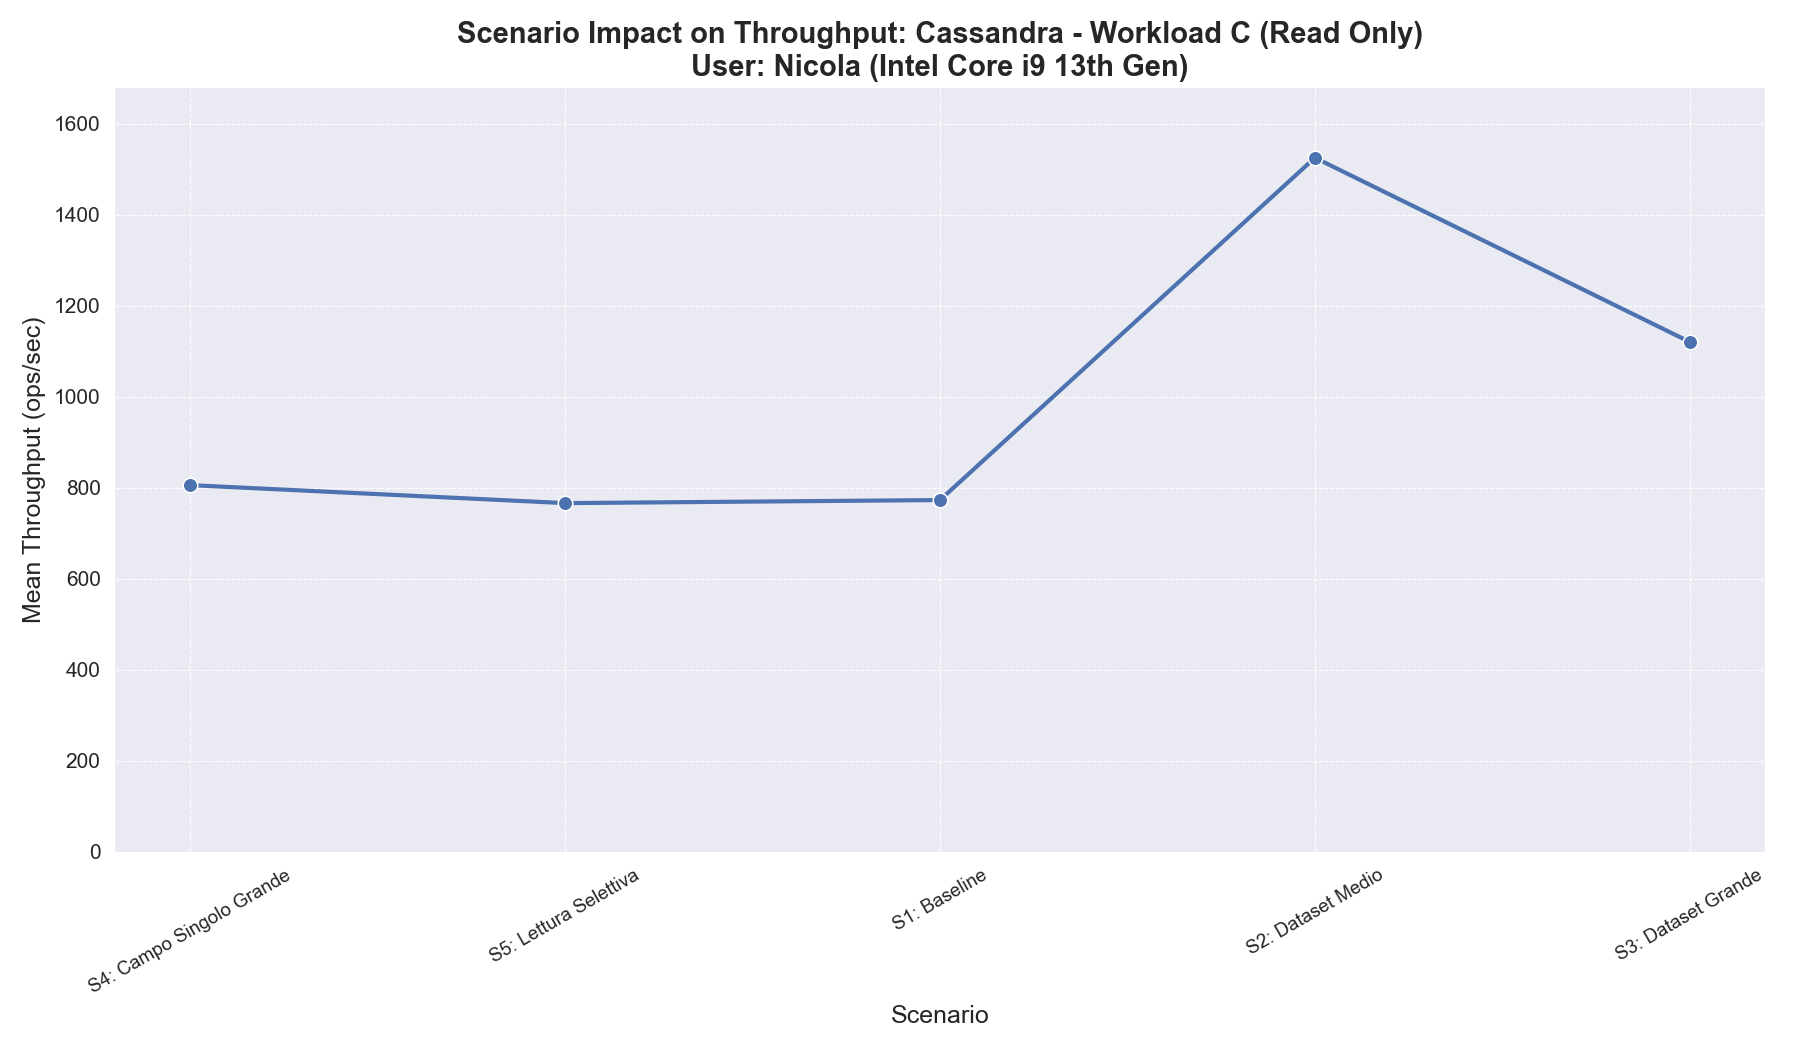 Scenario Impact on Throughput: Cassandra - Workload C (Read Only)
User: Nicola (Intel Core i9 13th Gen)
Mean Throughput (ops/sec)
1600
1400
1200
1000
800
600
400
200
0
S4: Campo Singolo Grande
S5: Lettura Selettiva
S1: Baseline
S2: Dataset Medio
S3: Dataset Grande
Scenario